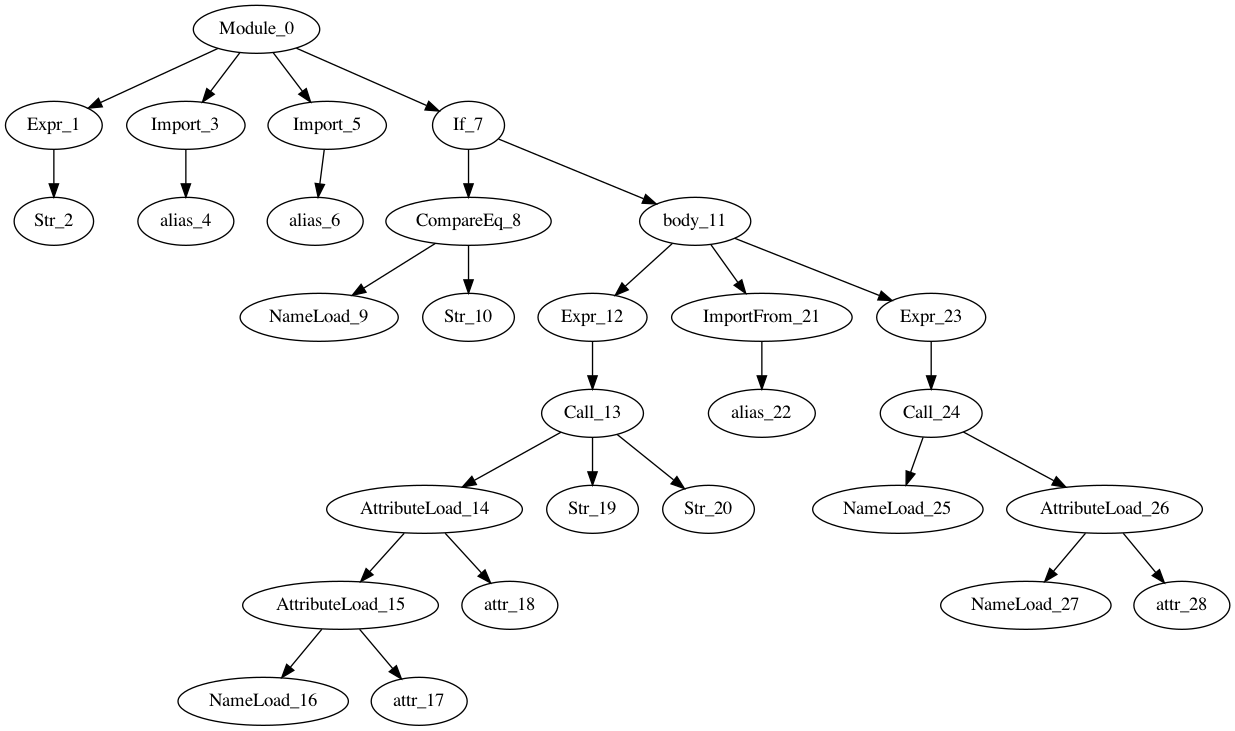 Module_0
Expr_1
Import_3
Import_5
If_7
Str_2
alias_4
alias_6
CompareEq_8
body_11
NameLoad_9
Str_10
Expr_12
ImportFrom_21
Expr_23
Call_13
alias_22
Call_24
AttributeLoad_14
Str_19
Str_20
NameLoad_25
AttributeLoad_26
AttributeLoad_15
attr_18
NameLoad_27
attr_28
NameLoad_16
attr_17